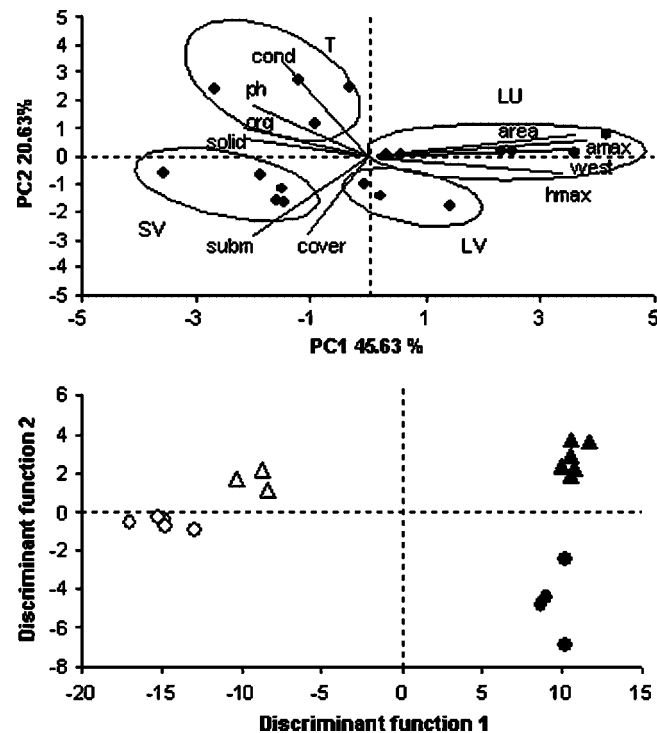 5
4
3
2
1
0
-1
-2
-3
-4
-5
PC2 20.63%
T
cond
ph
org
solid
LU
area
amax
west
hmax
SV
subm
cover
LV
-5 -3 -1 1 3 5
PC1 45.63 %
6
4
2
0
-2
-4
-6
-8
Discriminant function 2
-20 -15 -10 -5 0 5 10 15
Discriminant function 1